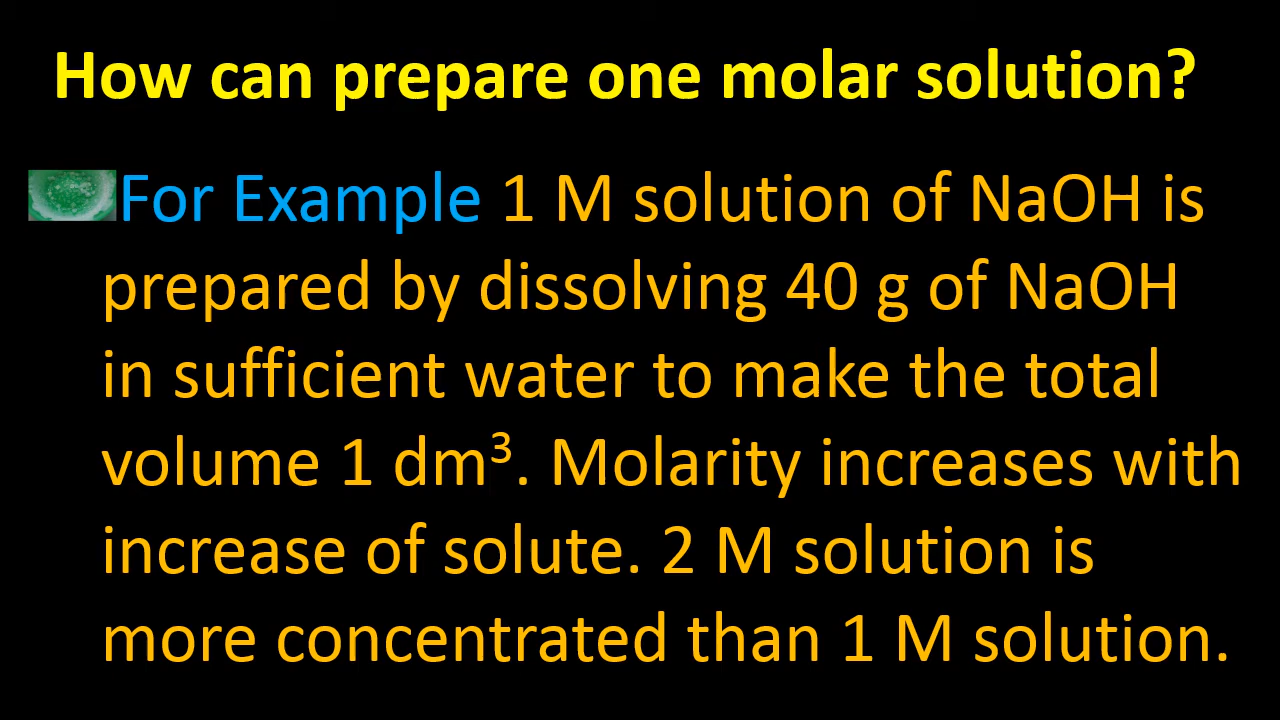 How can prepare one molar solution?
For Example 1 M solution of NaOH is
prepared by dissolving 40 g of NaOH
in sufficient water to make the total
volume 1 dm³. Molarity increases with
increase of solute. 2 M solution is
more concentrated than 1 M solution.